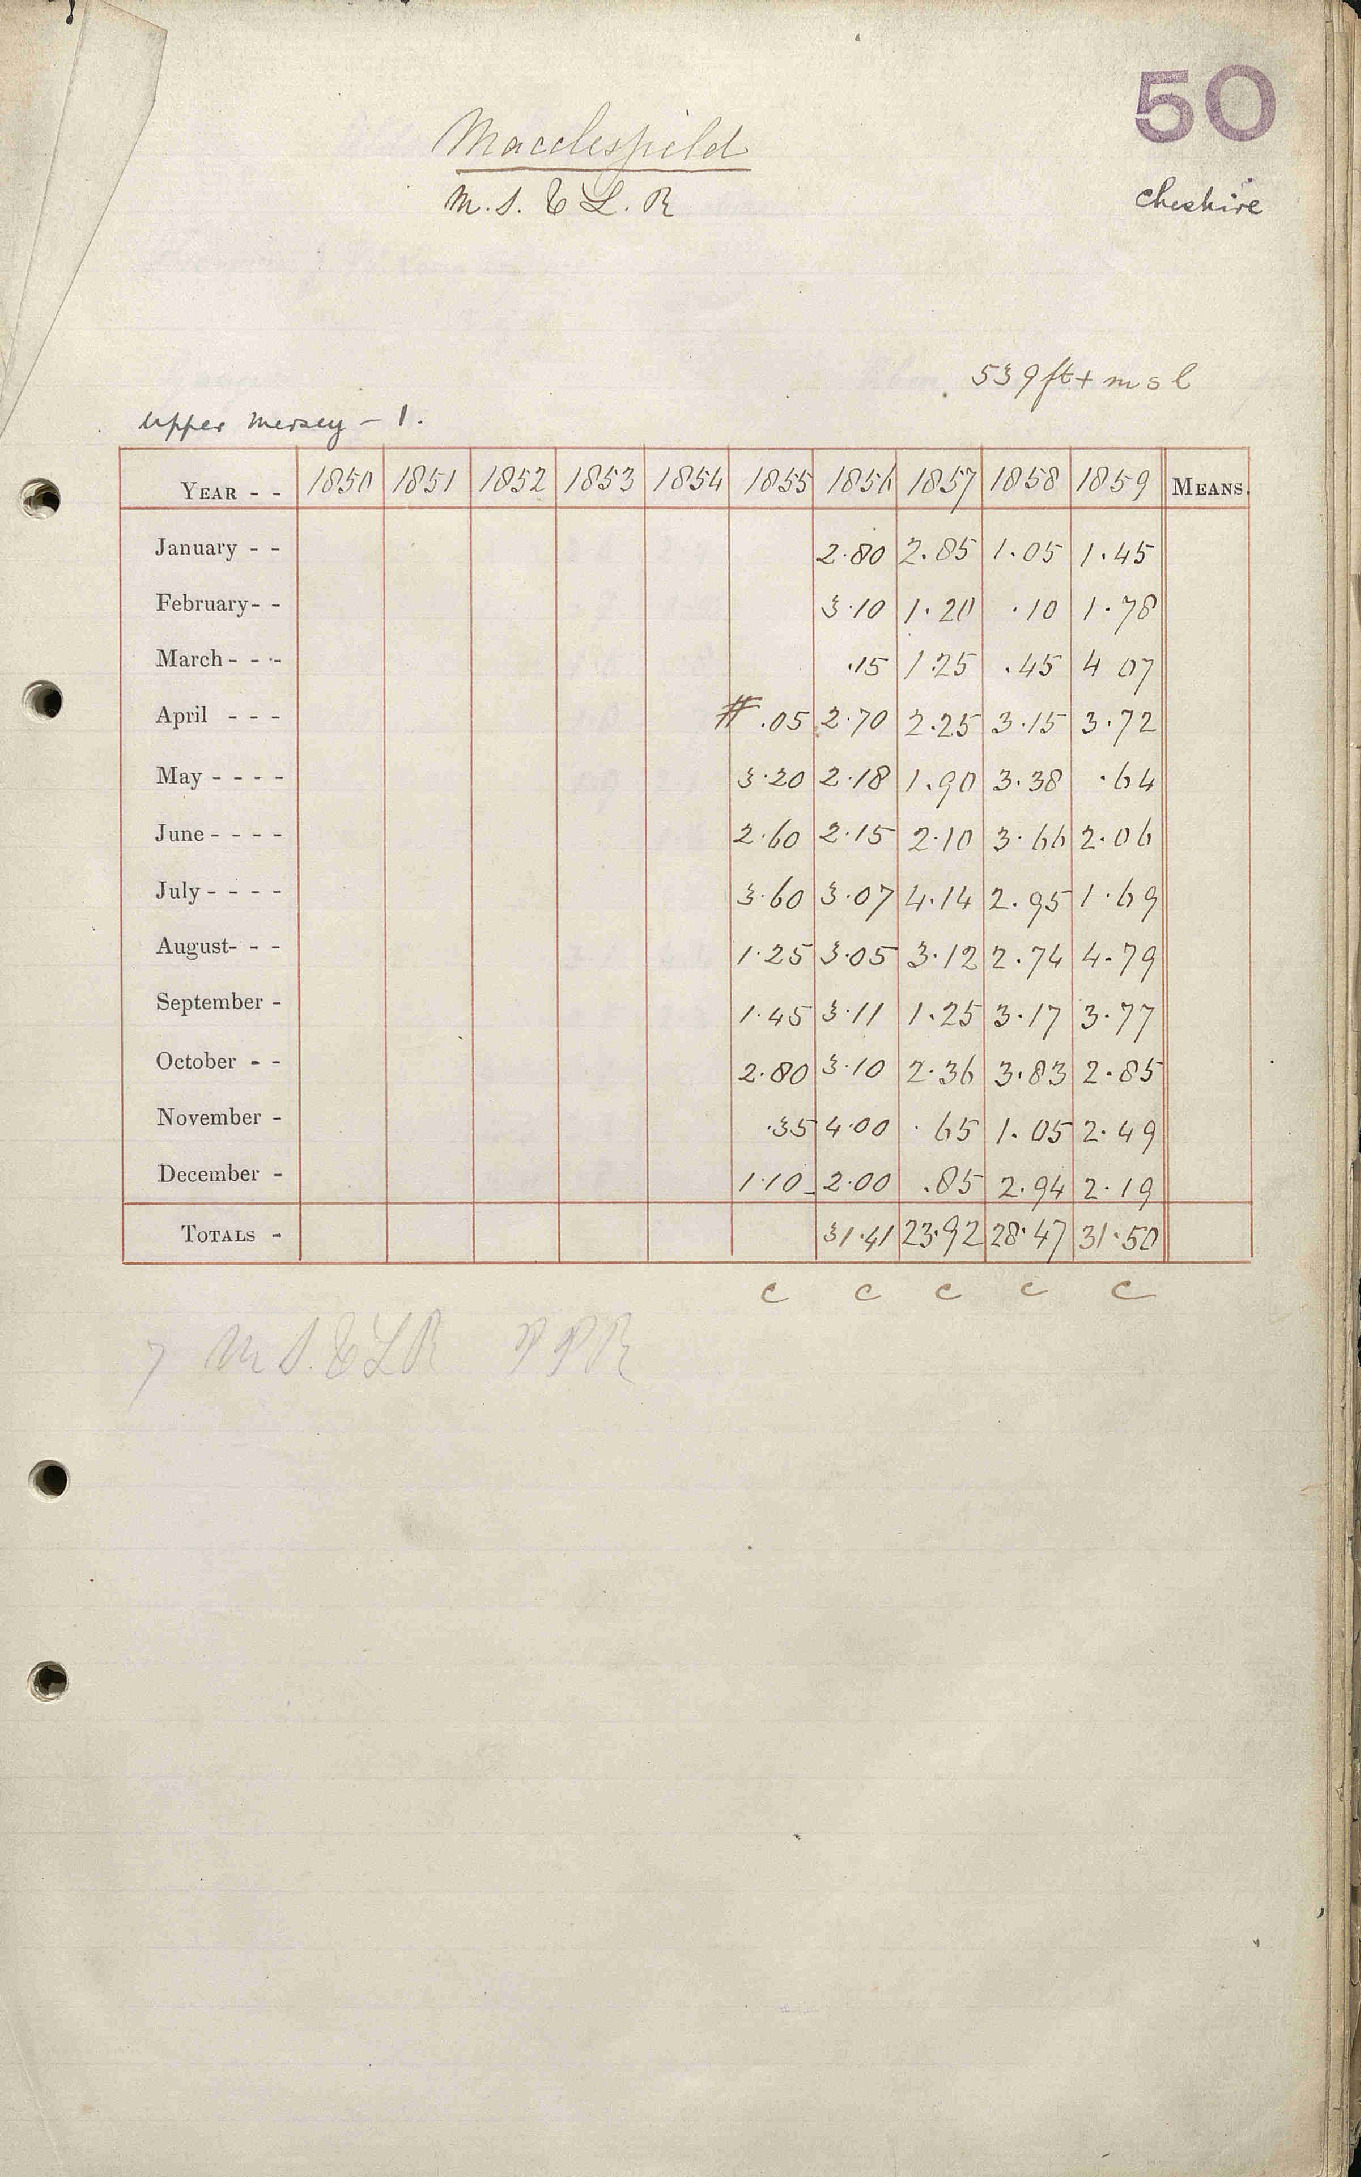 50
Macclesfield
M.S. & L.R
Cheshire
539 ft + m s l
Upper Mersey - 1.
YEAR - - 1850 1851 1852 1853 1854 1855 1856 1857 1858 1859 MEANS.
January - - 2.80 2.85 1.05 1.45
February - - 3.10 1.20 .10 1.78
March - - - .15 1.25 .45 4 07
April - - - # .05 2.70 2.25 3.15 3.72
May - - - - 3.20 2.18 1.90 3.38 .64
June - - - - 2.60 2.15 2.10 3.66 2.06
July - - - - 3.60 3.07 4.14 2.95 1.69
August - - - 1.25 3.05 3.12 2.74 4.79
September - 1.45 3.11 1.25 3.17 3.77
October - - 2.80 3.10 2.36 3.83 2.85
November - .35 4.00 .65 1.05 2.49
December - 1.10 2.00 .85 2.94 2.19
TOTALS - 31.41 23.92 28.47 31.50
c c c c c
7 M S. & L R